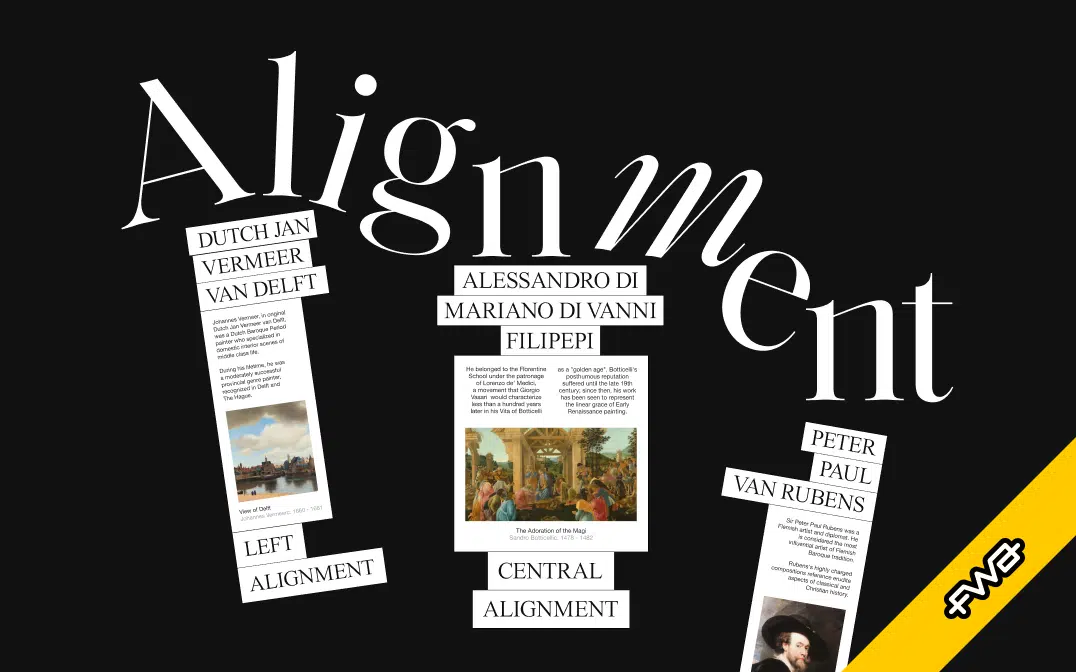 Alignment
DUTCH JAN
VERMEER
VAN DELFT
Johannes Vermeer, in original
Dutch Jan Vermeer van Delft,
was a Dutch Baroque Period
painter who specialized in
domestic interior scenes of
middle class life.
During his lifetime, he was
a moderately successful
provincial genre painter,
recognized in Delft and
The Hague.
View of Delft
Johannes Vermeerc. 1660 - 1661
LEFT
ALIGNMENT
ALESSANDRO DI
MARIANO DI VANNI
FILIPEPI
He belonged to the Florentine
School under the patronage
of Lorenzo de' Medici,
a movement that Giorgio
Vasari would characterize
less than a hundred years
later in his Vita of Botticelli
as a "golden age". Botticelli's
posthumous reputation
suffered until the late 19th
century; since then, his work
has been seen to represent
the linear grace of Early
Renaissance painting.
The Adoration of the Magi
Sandro Botticellic. 1478 - 1482
CENTRAL
ALIGNMENT
PETER
PAUL
VAN RUBENS
Sir Peter Paul Rubens was a
Flemish artist and diplomat. He
is considered the most
influential artist of Flemish
Baroque tradition.
Rubens's highly charged
compositions reference erudite
aspects of classical and
Christian history.
fwa